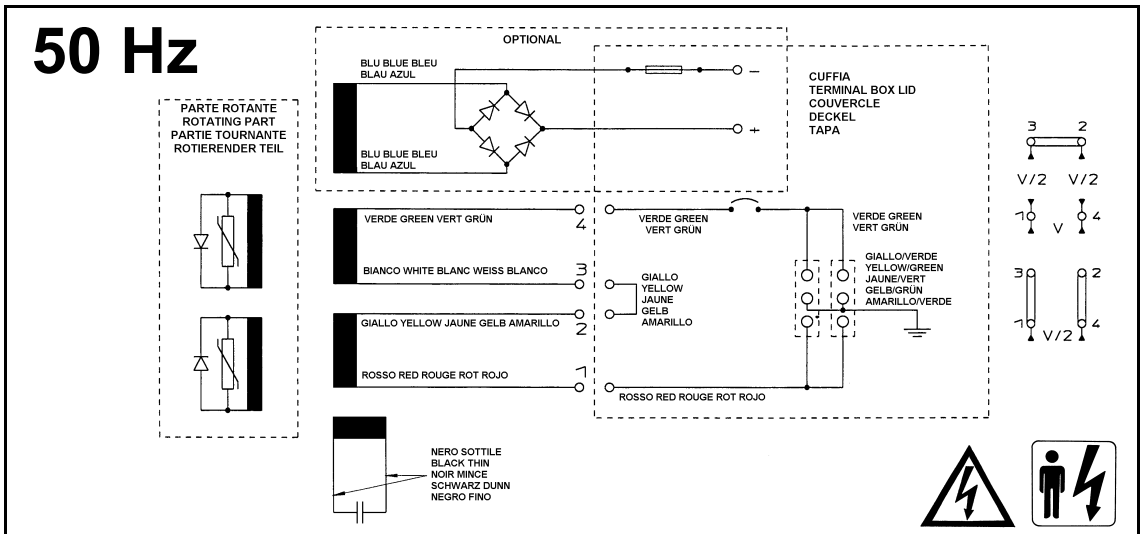 50 Hz
OPTIONAL
BLU BLUE BLEU
BLAU AZUL
−
CUFFIA
TERMINAL BOX LID
COUVERCLE
DECKEL
TAPA
PARTE ROTANTE
ROTATING PART
PARTIE TOURNANTE
ROTIERENDER TEIL
+
BLU BLUE BLEU
BLAU AZUL
3 2
V/2 V/2
1 4
V
VERDE GREEN VERT GRÜN
4
VERDE GREEN
VERT GRÜN
VERDE GREEN
VERT GRÜN
BIANCO WHITE BLANC WEISS BLANCO
3
GIALLO
YELLOW
JAUNE
GELB
AMARILLO
GIALLO/VERDE
YELLOW/GREEN
JAUNE/VERT
GELB/GRÜN
AMARILLO/VERDE
3 2
1 4
V/2
GIALLO YELLOW JAUNE GELB AMARILLO
2
ROSSO RED ROUGE ROT ROJO
1
ROSSO RED ROUGE ROT ROJO
NERO SOTTILE
BLACK THIN
NOIR MINCE
SCHWARZ DUNN
NEGRO FINO